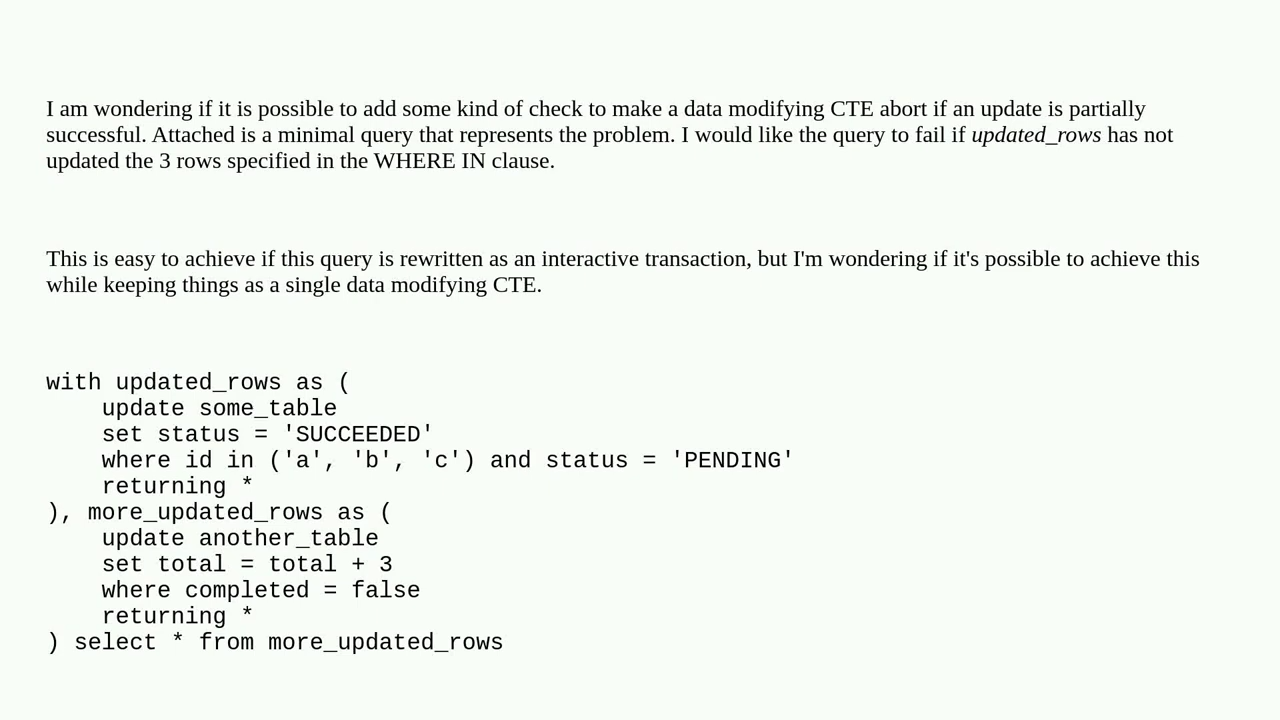 I am wondering if it is possible to add some kind of check to make a data modifying CTE abort if an update is partially
successful. Attached is a minimal query that represents the problem. I would like the query to fail if updated_rows has not
updated the 3 rows specified in the WHERE IN clause.
This is easy to achieve if this query is rewritten as an interactive transaction, but I'm wondering if it's possible to achieve this
while keeping things as a single data modifying CTE.
with updated_rows as (
    update some_table
    set status = 'SUCCEEDED'
    where id in ('a', 'b', 'c') and status = 'PENDING'
    returning *
), more_updated_rows as (
    update another_table
    set total = total + 3
    where completed = false
    returning *
) select * from more_updated_rows